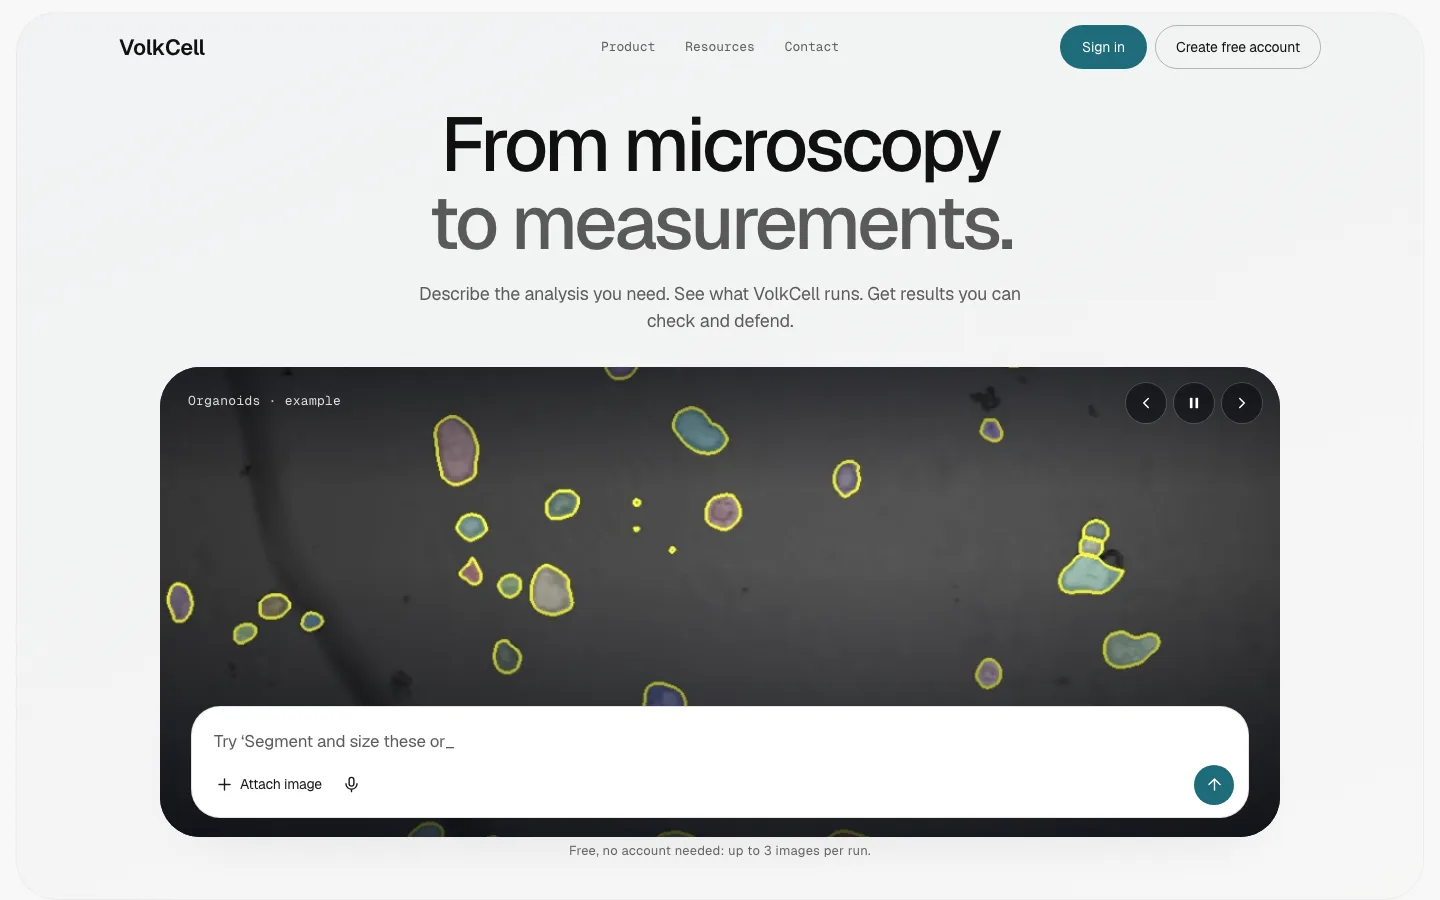 VolkCell
Product
Resources
Contact
Sign in
Create free account
From microscopy
to measurements.
Describe the analysis you need. See what VolkCell runs. Get results you can
check and defend.
Organoids · example
Try ‘Segment and size these or_
Attach image
Free, no account needed: up to 3 images per run.